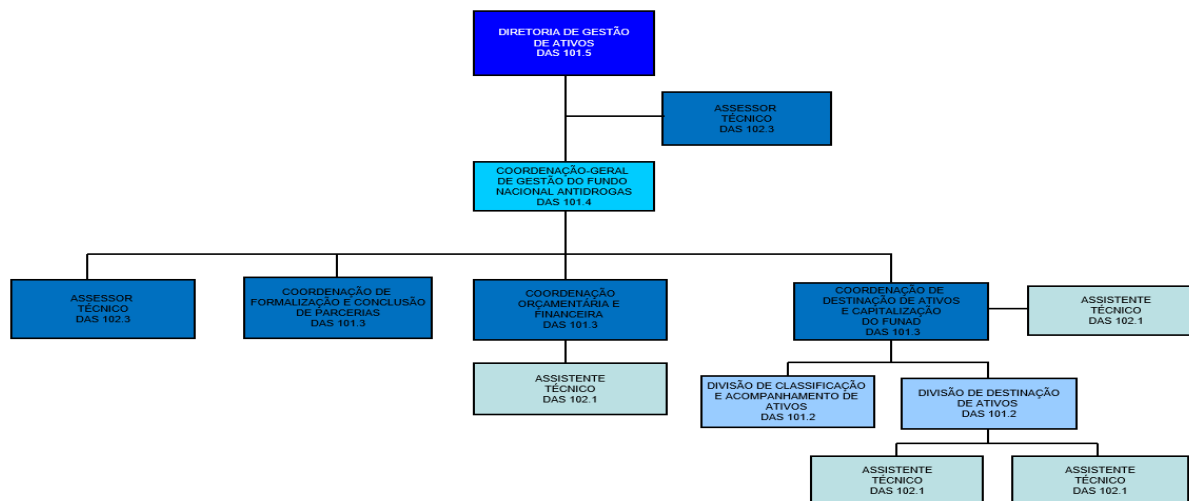 DIRETORIA DE GESTÃO
DE ATIVOS
DAS 101.5
ASSESSOR
TÉCNICO
DAS 102.3
COORDENAÇÃO-GERAL
DE GESTÃO DO FUNDO
NACIONAL ANTIDROGAS
DAS 101.4
ASSESSOR
TÉCNICO
DAS 102.3
COORDENAÇÃO DE
FORMALIZAÇÃO E CONCLUSÃO
DE PARCERIAS
DAS 101.3
COORDENAÇÃO
ORÇAMENTÁRIA E
FINANCEIRA
DAS 101.3
COORDENAÇÃO DE
DESTINAÇÃO DE ATIVOS
E CAPITALIZAÇÃO
DO FUNAD
DAS 101.3
ASSISTENTE
TÉCNICO
DAS 102.1
ASSISTENTE
TÉCNICO
DAS 102.1
DIVISÃO DE CLASSIFICAÇÃO
E ACOMPANHAMENTO DE
ATIVOS
DAS 101.2
DIVISÃO DE DESTINAÇÃO
DE ATIVOS
DAS 101.2
ASSISTENTE
TÉCNICO
DAS 102.1
ASSISTENTE
TÉCNICO
DAS 102.1